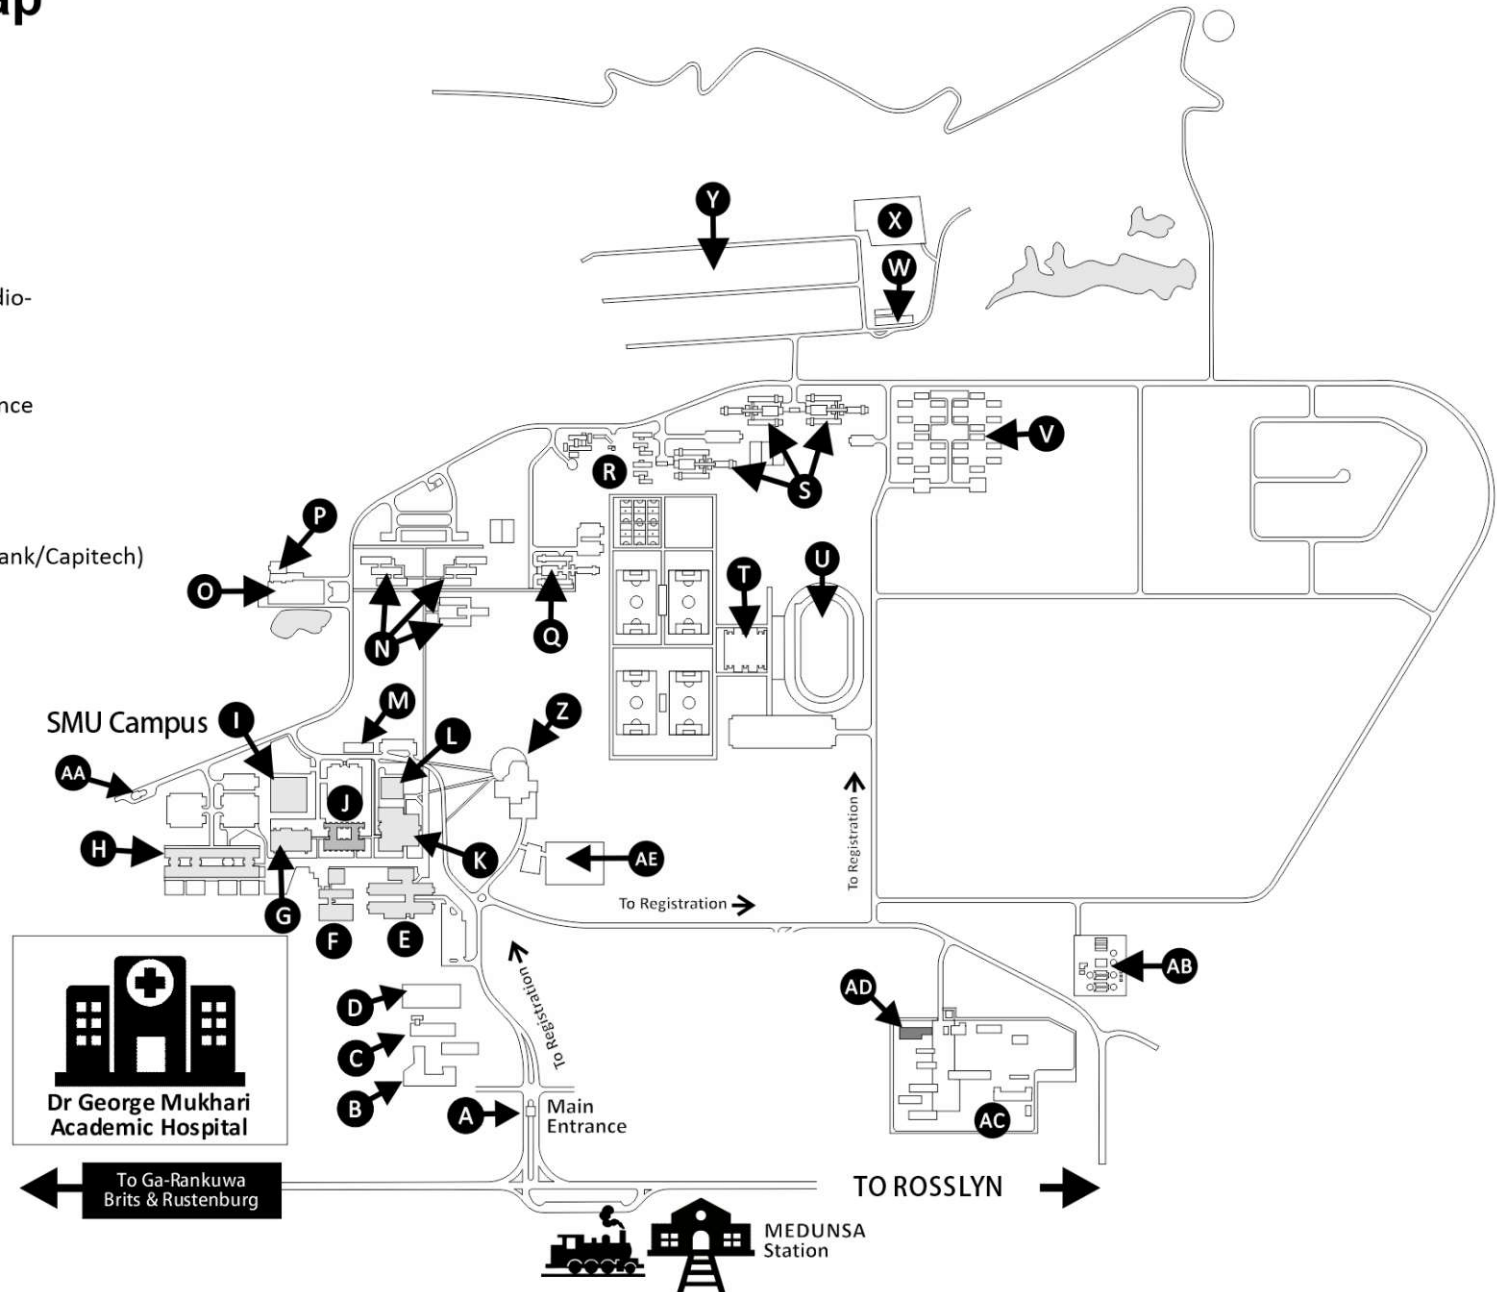 ap
dio-
nce
ank/Capitech)
Y
X
W
V
R
S
P
O
N
Q
T
U
SMU Campus
I
M
L
Z
AA
J
H
K
AE
G
F
E
To Registration
To Registration
To Registration
D
C
B
A
Main
Entrance
AB
AD
AC
Dr George Mukhari
Academic Hospital
To Ga-Rankuwa
Brits & Rustenburg
TO ROSSLYN
MEDUNSA
Station